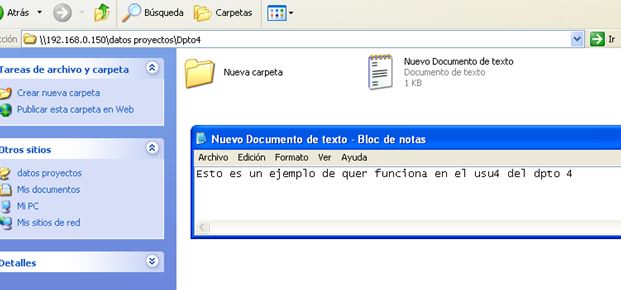 Atrás
Búsqueda
Carpetas
cción
\\192.168.0.150\datos proyectos\Dpto4
Ir
Tareas de archivo y carpeta
Crear nueva carpeta
Publicar esta carpeta en Web
Otros sitios
datos proyectos
Mis documentos
Mi PC
Mis sitios de red
Detalles
Nueva carpeta
Nuevo Documento de texto
Documento de texto
1 KB
Nuevo Documento de texto - Bloc de notas
Archivo Edición Formato Ver Ayuda
Esto es un ejemplo de quer funciona en el usu4 del dpto 4